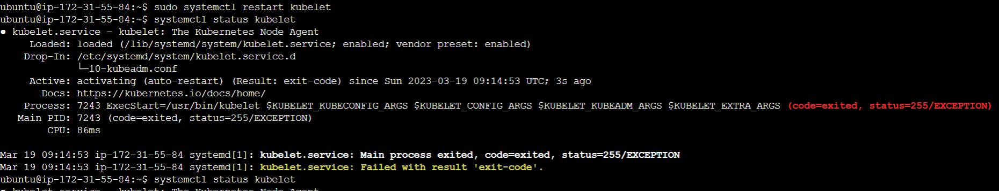 ubuntu@ip-172-31-55-84:~$ sudo systemctl restart kubelet
ubuntu@ip-172-31-55-84:~$ systemctl status kubelet
● kubelet.service - kubelet: The Kubernetes Node Agent
     Loaded: loaded (/lib/systemd/system/kubelet.service; enabled; vendor preset: enabled)
    Drop-In: /etc/systemd/system/kubelet.service.d
             └─10-kubeadm.conf
     Active: activating (auto-restart) (Result: exit-code) since Sun 2023-03-19 09:14:53 UTC; 3s ago
       Docs: https://kubernetes.io/docs/home/
    Process: 7243 ExecStart=/usr/bin/kubelet $KUBELET_KUBECONFIG_ARGS $KUBELET_CONFIG_ARGS $KUBELET_KUBEADM_ARGS $KUBELET_EXTRA_ARGS (code=exited, status=255/EXCEPTION)
   Main PID: 7243 (code=exited, status=255/EXCEPTION)
        CPU: 86ms

Mar 19 09:14:53 ip-172-31-55-84 systemd[1]: kubelet.service: Main process exited, code=exited, status=255/EXCEPTION
Mar 19 09:14:53 ip-172-31-55-84 systemd[1]: kubelet.service: Failed with result 'exit-code'.
ubuntu@ip-172-31-55-84:~$ systemctl status kubelet
● kubelet.service - kubelet: The Kubernetes Node Agent